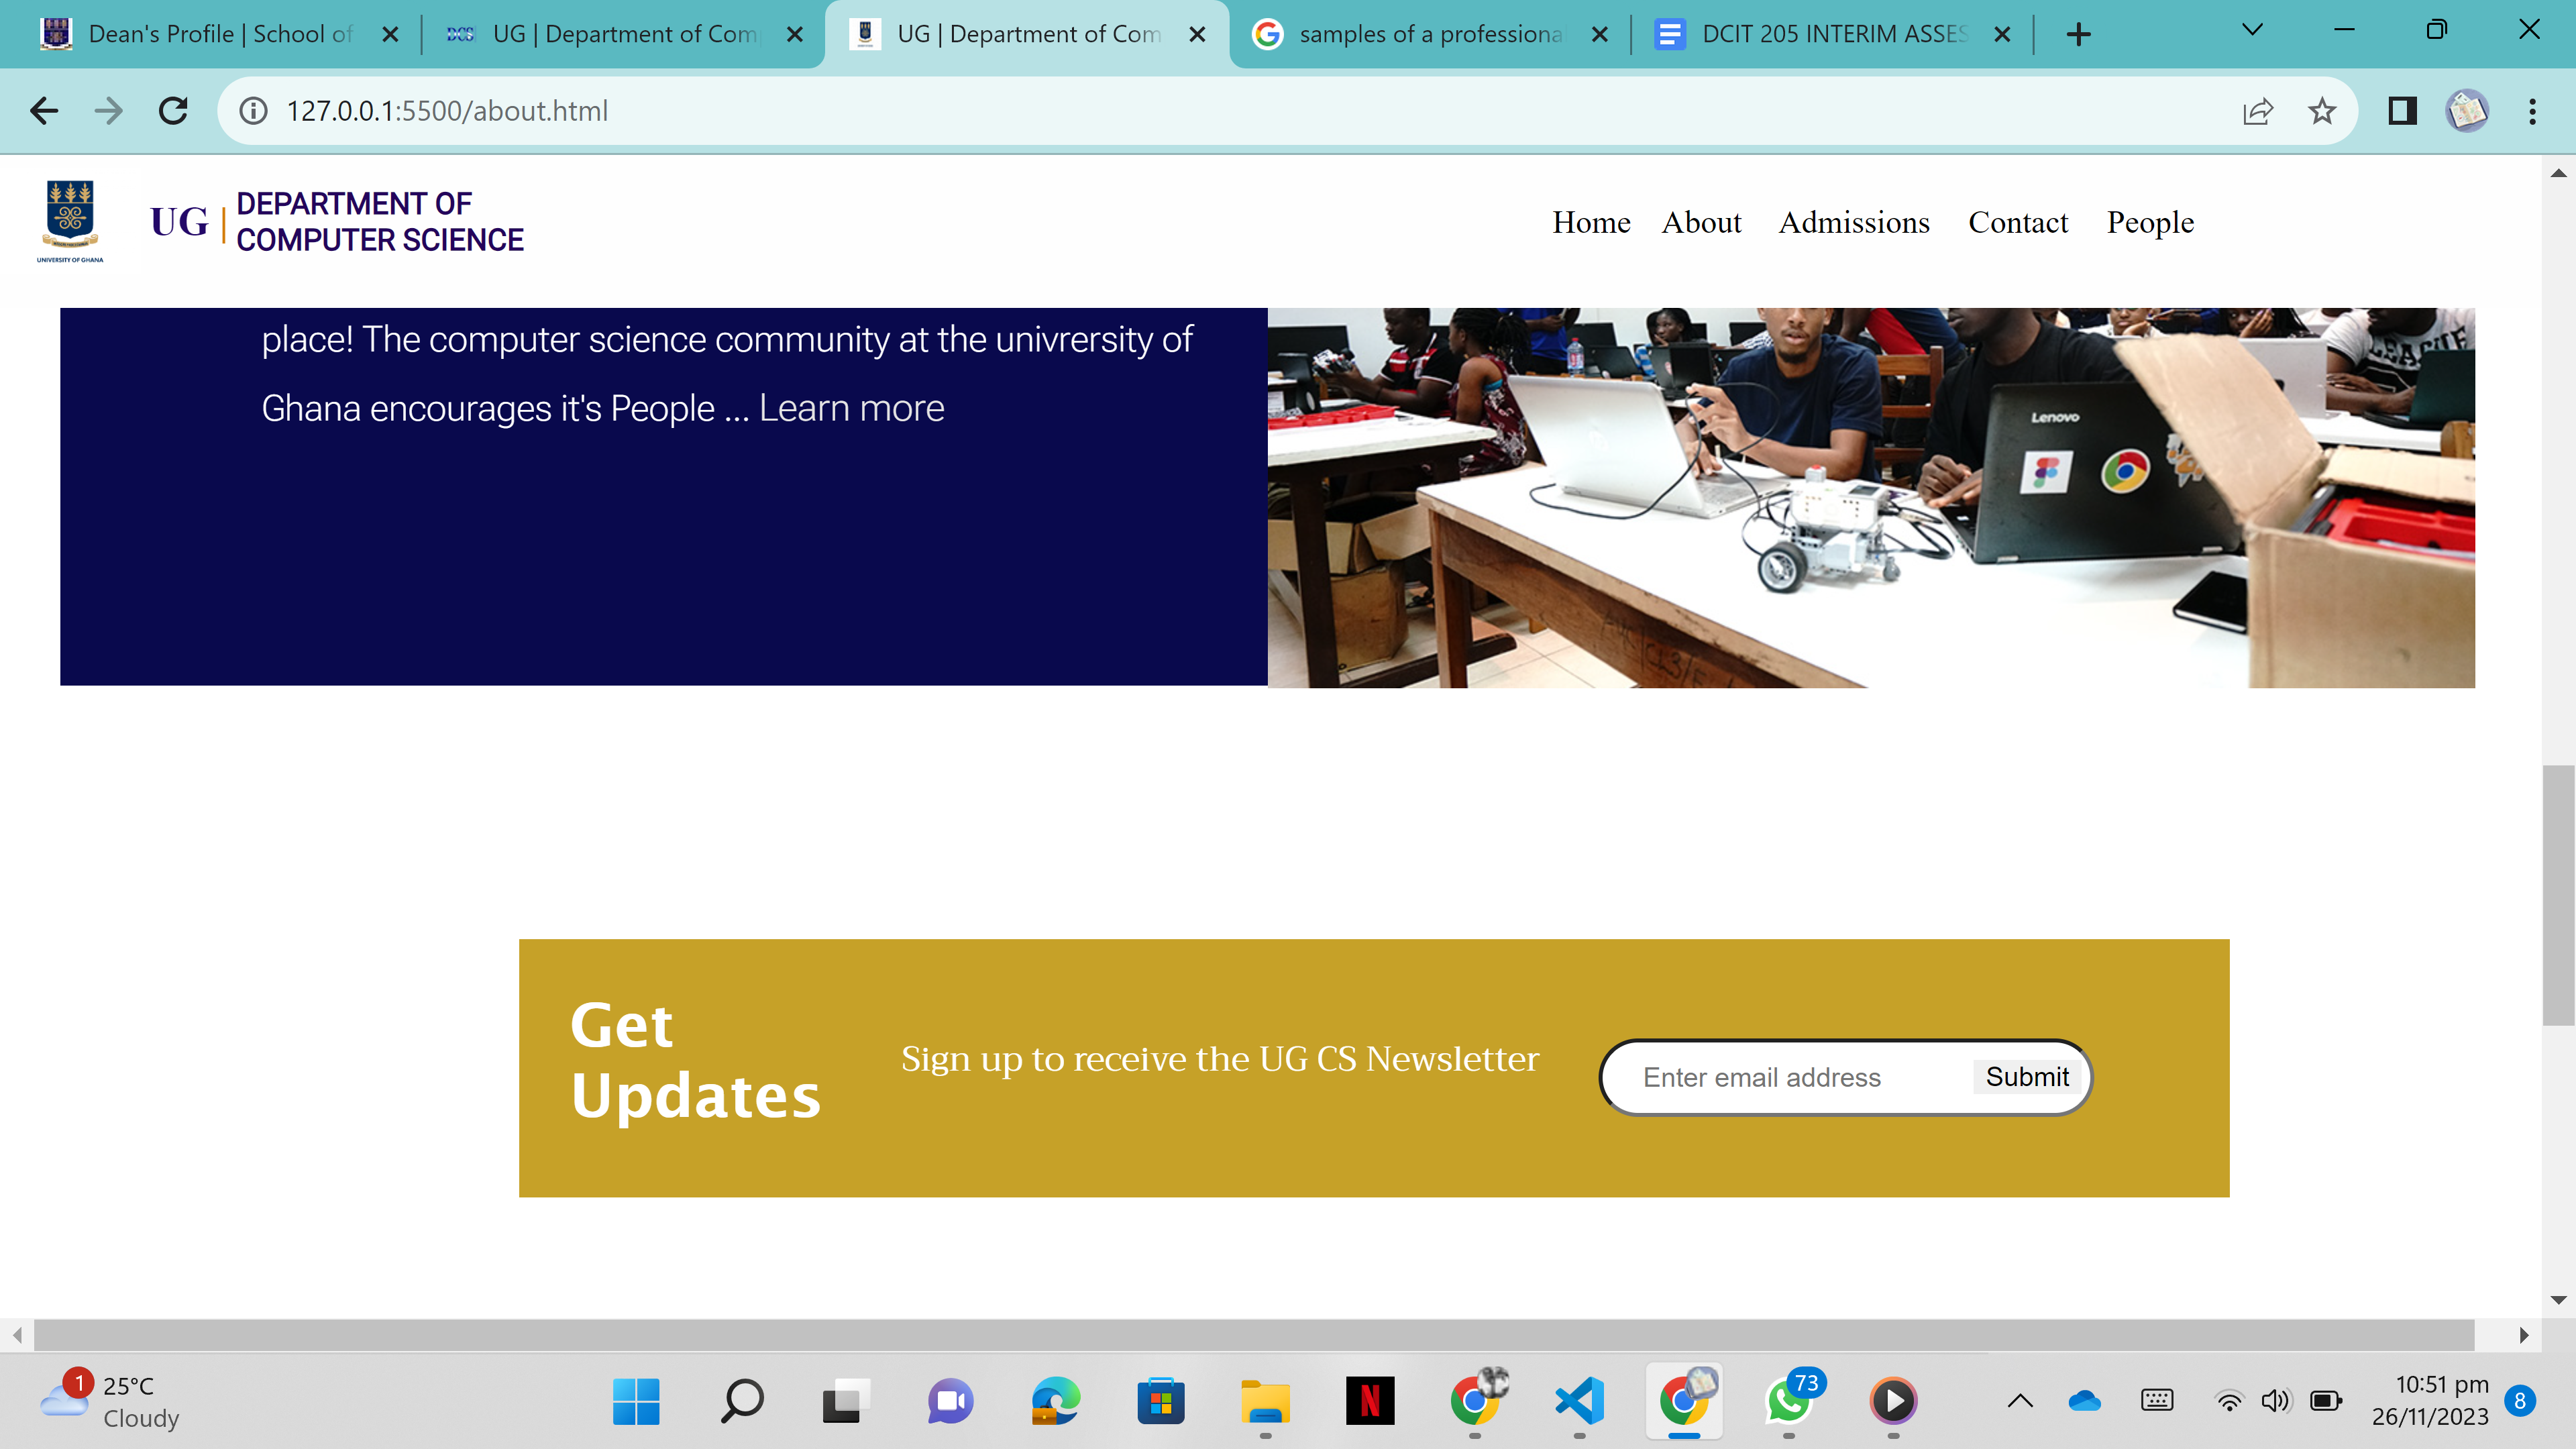 Dean's Profile | School of
DCS UG | Department of Com
UG | Department of Com
samples of a professiona
DCIT 205 INTERIM ASSES
127.0.0.1:5500/about.html
UNIVERSITY OF GHANA
UG | DEPARTMENT OF
COMPUTER SCIENCE
Home About Admissions Contact People
place! The computer science community at the univrersity of
Ghana encourages it's People ... Learn more
Lenovo
Get
Updates
Sign up to receive the UG CS Newsletter
Enter email address Submit
1
25°C
Cloudy
N
73
10:51 pm
26/11/2023
8